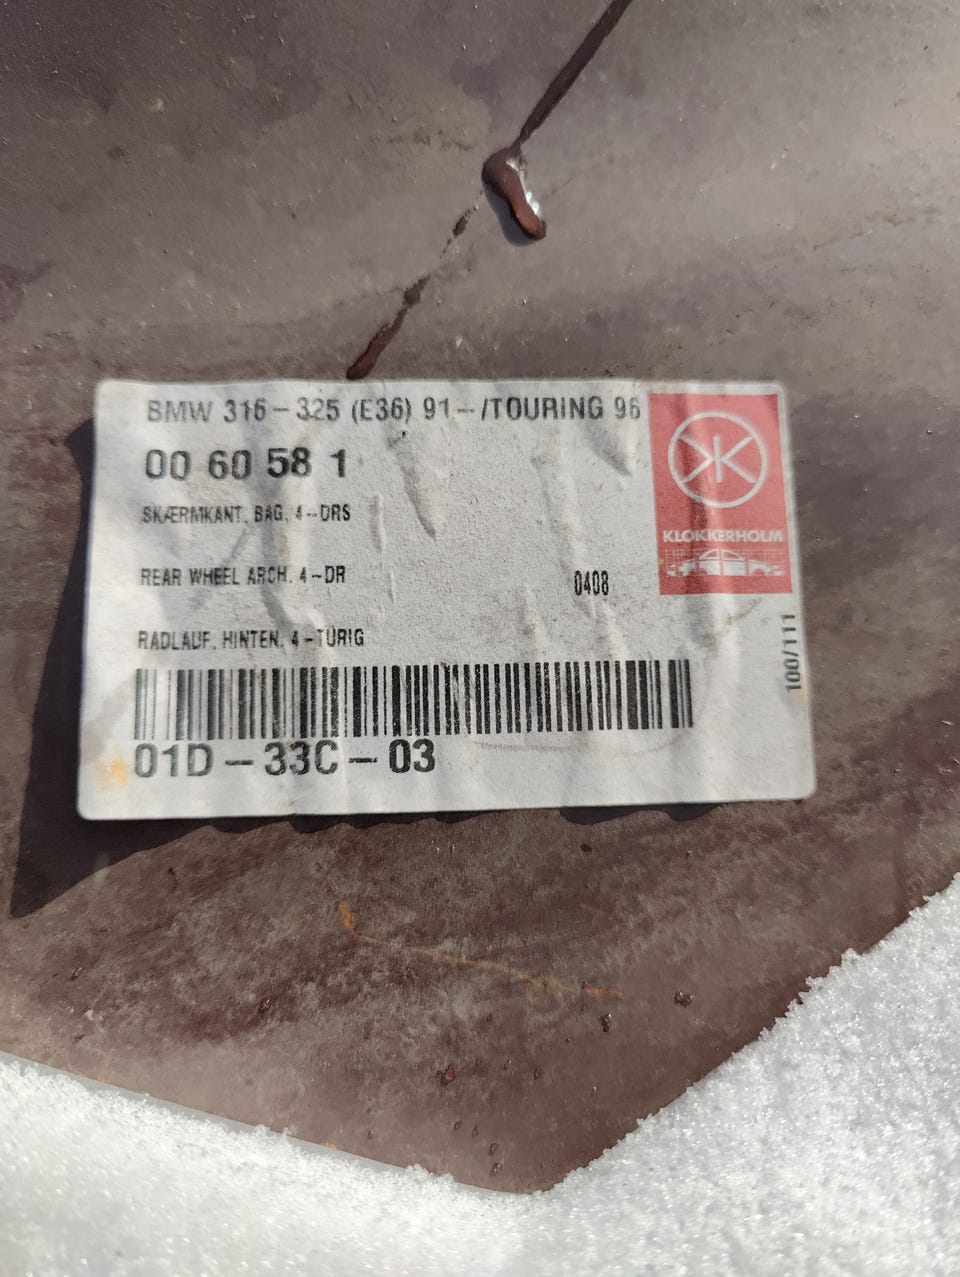 BMW 316-325 (E36) 91-/TOURING 96
00 60 58 1
SKÆRMKANT, BAG, 4-DRS
REAR WHEEL ARCH, 4-DR
0408
RADLAUF, HINTEN, 4-TÜRIG
01D-33C-03
KLOKKERHOLM
100/111